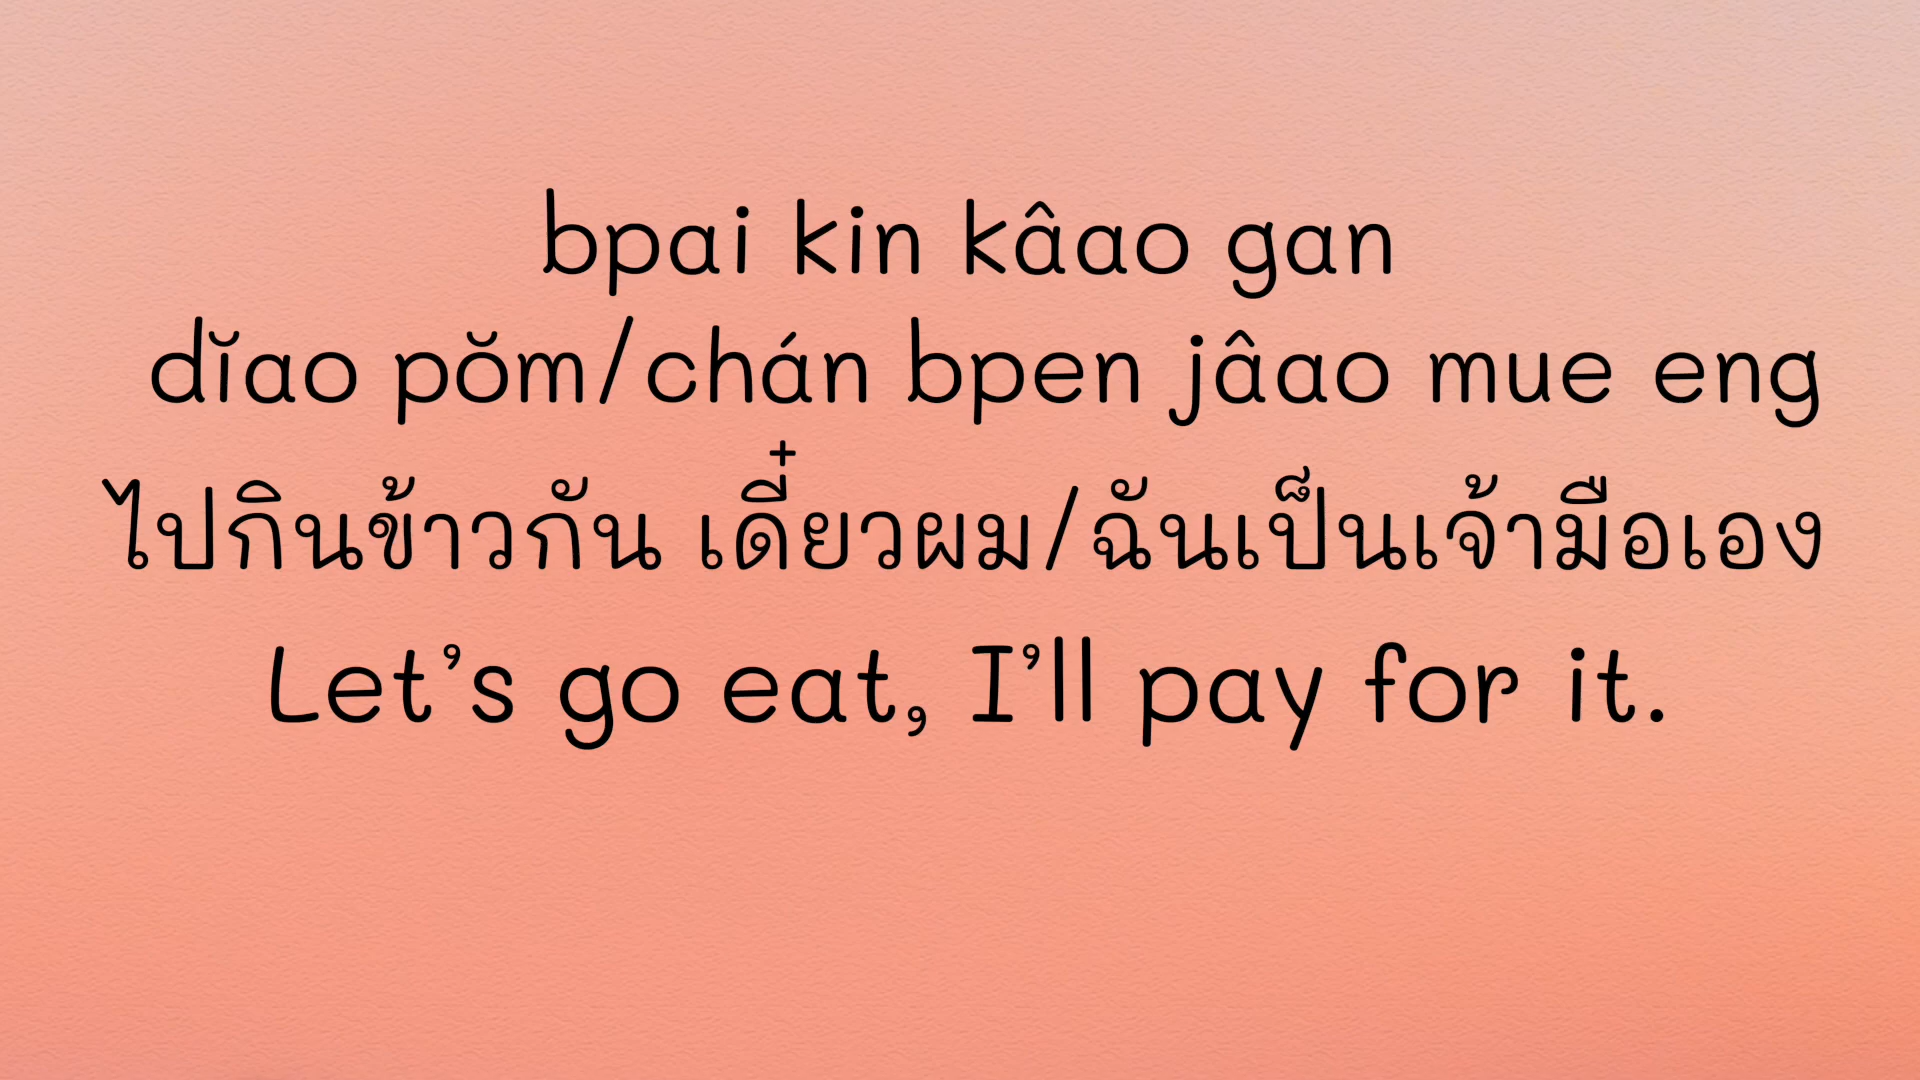 bpai kin kâao gan
dĭao pŏm/chán bpen jâao mue eng
ไปกินข้าวกัน เดี๋ยวผม/ฉันเป็นเจ้ามือเอง
Let’s go eat, I’ll pay for it.